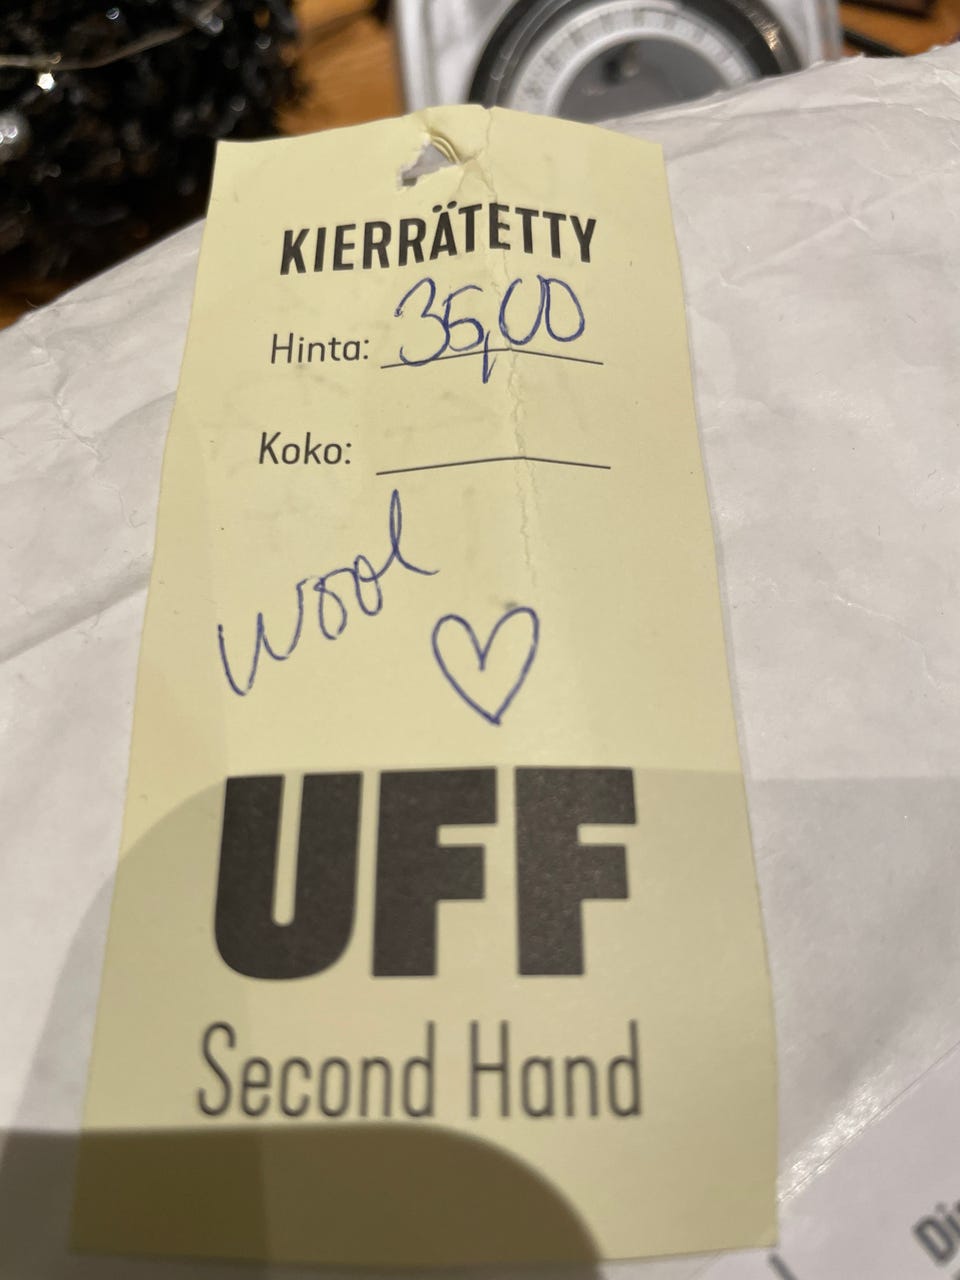 KIERRÄTETTY
Hinta: 35,00
Koko:
wool
UFF
Second Hand